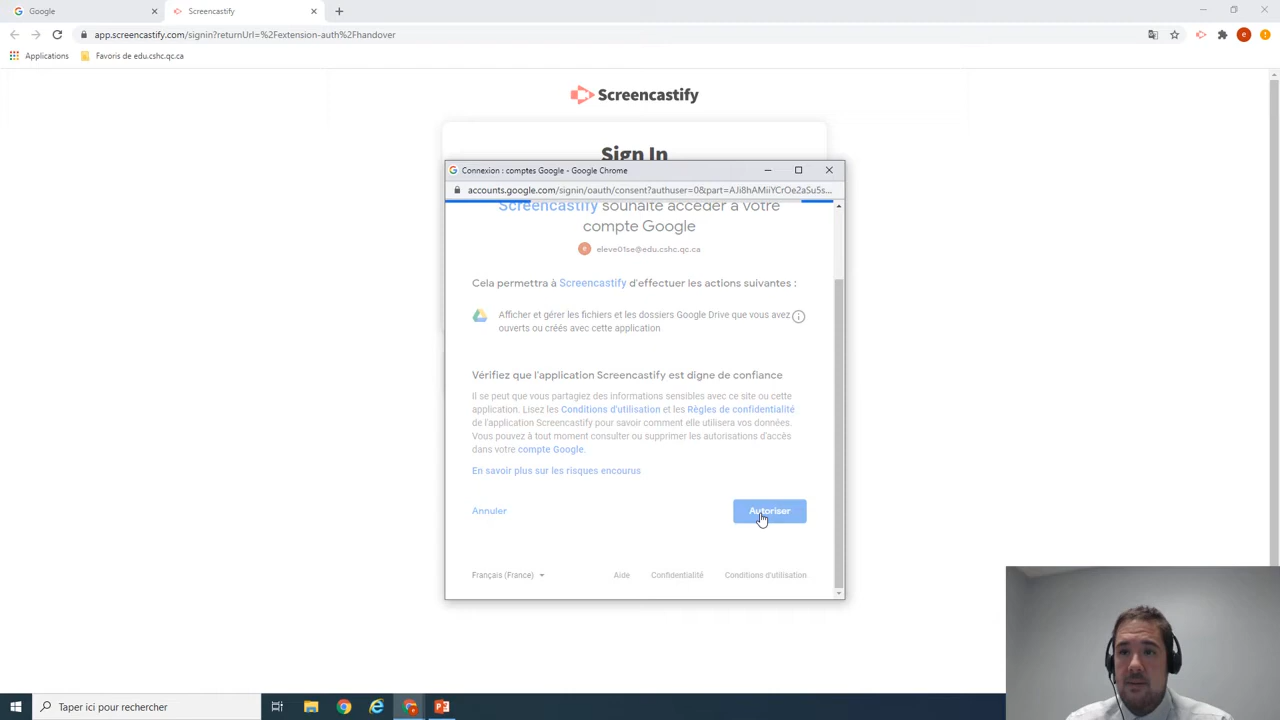 Google
Screencastify
app.screencastify.com/signin?returnUrl=%2Fextension-auth%2Fhandover
e
Applications
Favoris de edu.cshc.qc.ca
Screencastify
Sign In
Connexion : comptes Google - Google Chrome
accounts.google.com/signin/oauth/consent?authuser=0&part=AJi8hAMiiYCrOe2aSu5s...
Screencastify souhaite accéder à votre
compte Google
e eleve01se@edu.cshc.qc.ca
Cela permettra à Screencastify d'effectuer les actions suivantes :
Afficher et gérer les fichiers et les dossiers Google Drive que vous avez
ouverts ou créés avec cette application
Vérifiez que l'application Screencastify est digne de confiance
Il se peut que vous partagiez des informations sensibles avec ce site ou cette
application. Lisez les Conditions d'utilisation et les Règles de confidentialité
de l'application Screencastify pour savoir comment elle utilisera vos données.
Vous pouvez à tout moment consulter ou supprimer les autorisations d'accès
dans votre compte Google.
En savoir plus sur les risques encourus
Annuler
Autoriser
Français (France)
Aide
Confidentialité
Conditions d'utilisation
Taper ici pour rechercher